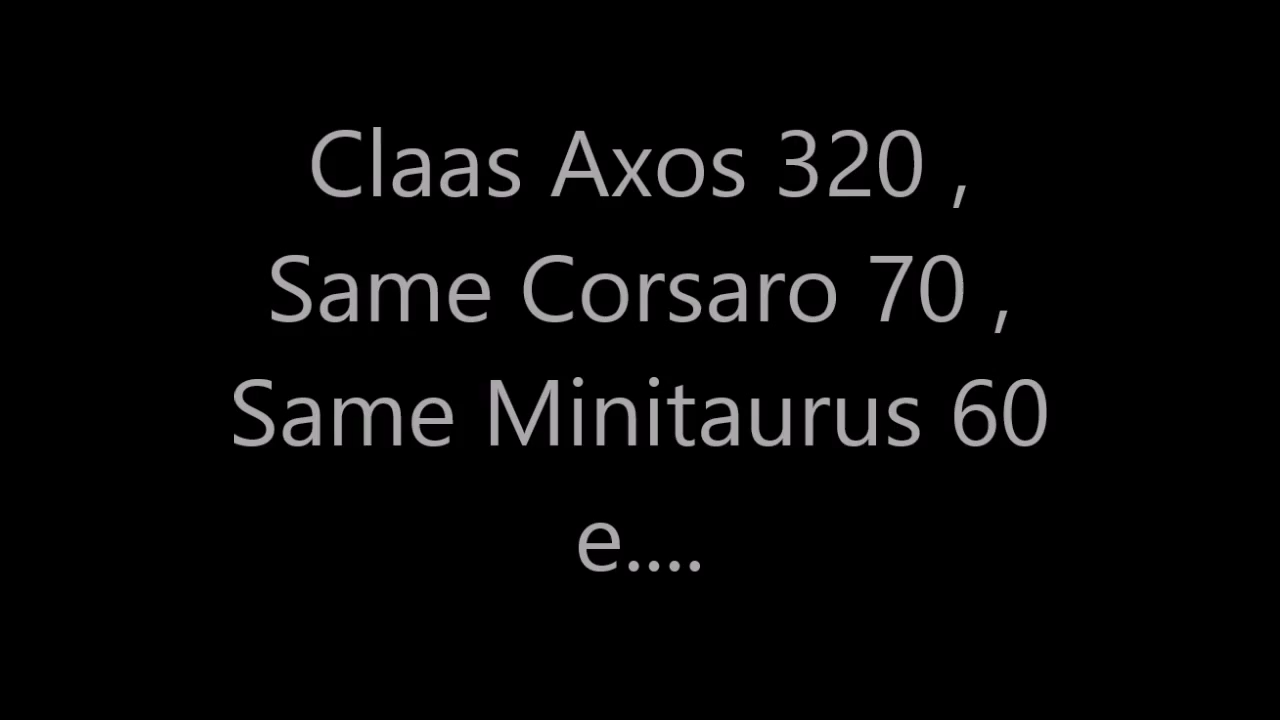 Claas Axos 320 ,
Same Corsaro 70 ,
Same Minitaurus 60
e....